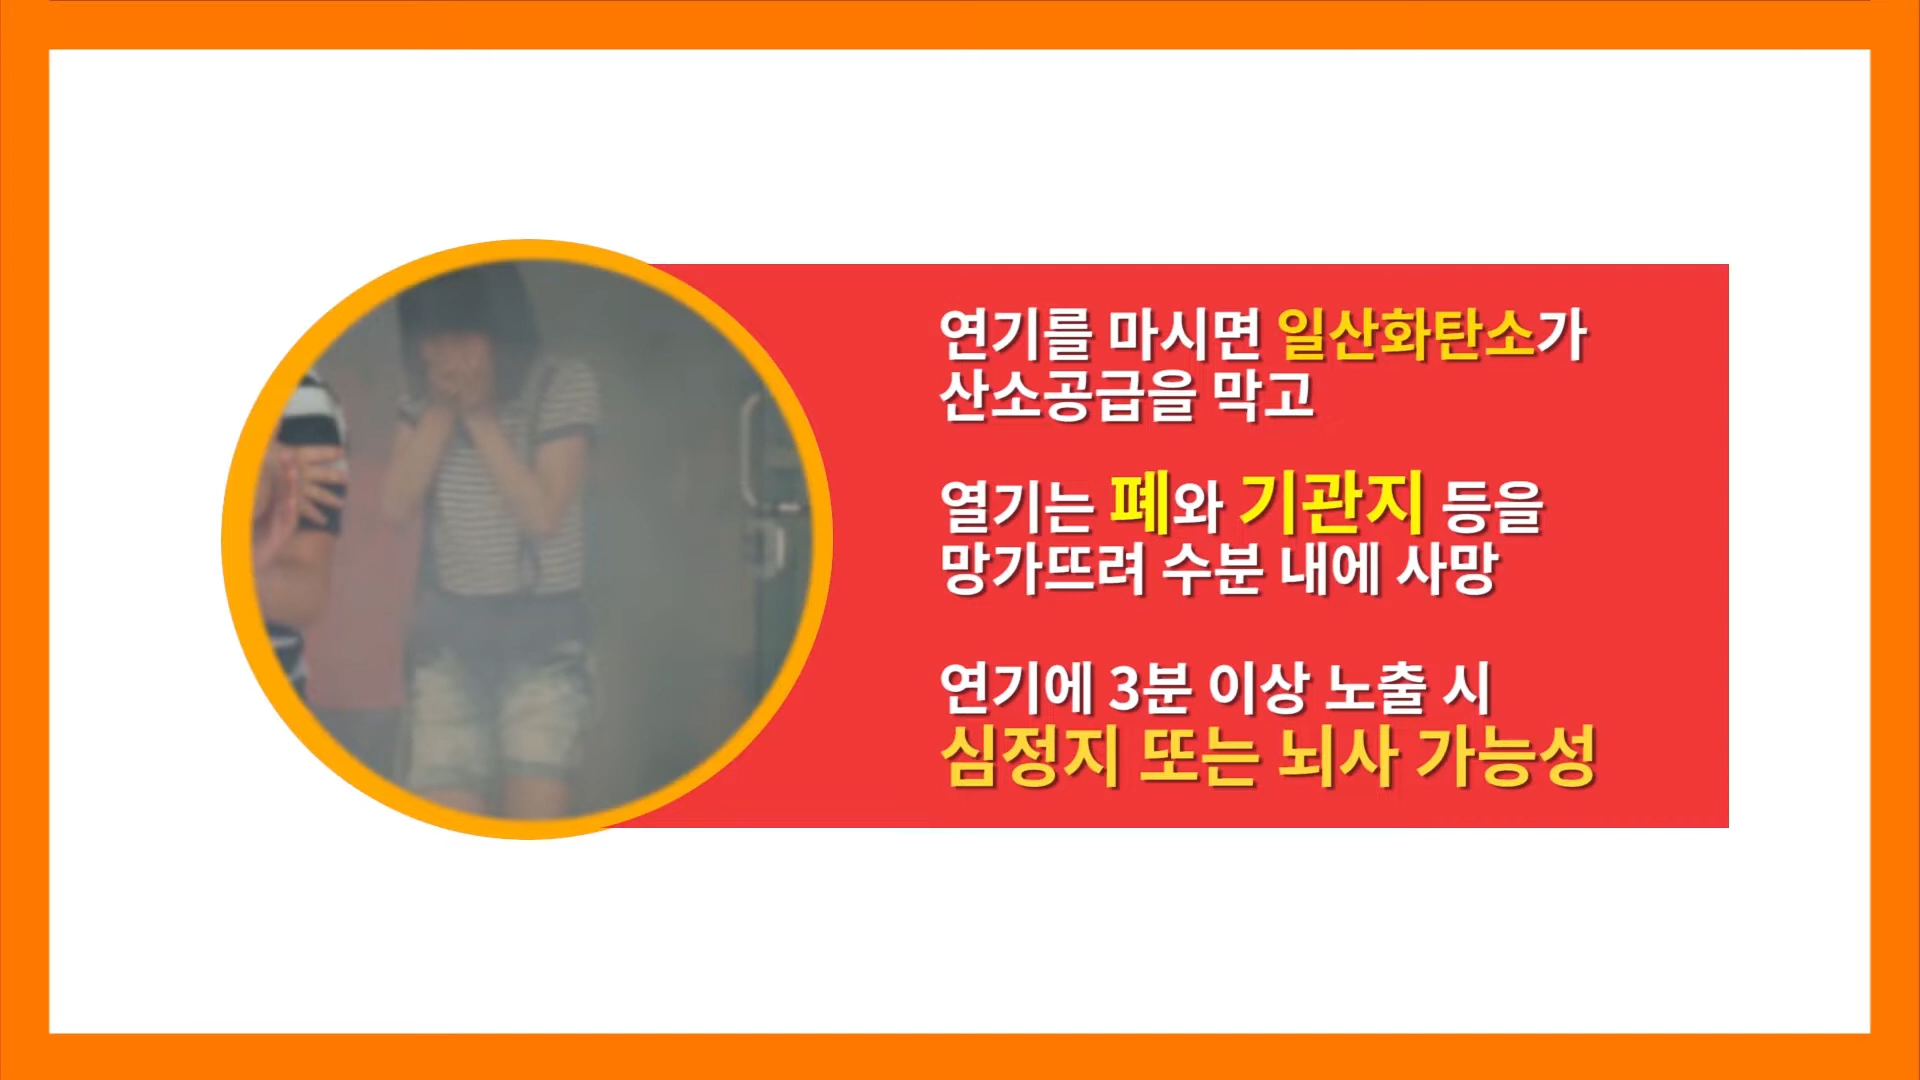 연기를 마시면 일산화탄소가
산소공급을 막고
열기는 폐와 기관지 등을
망가뜨려 수분 내에 사망
연기에 3분 이상 노출 시
심정지 또는 뇌사 가능성